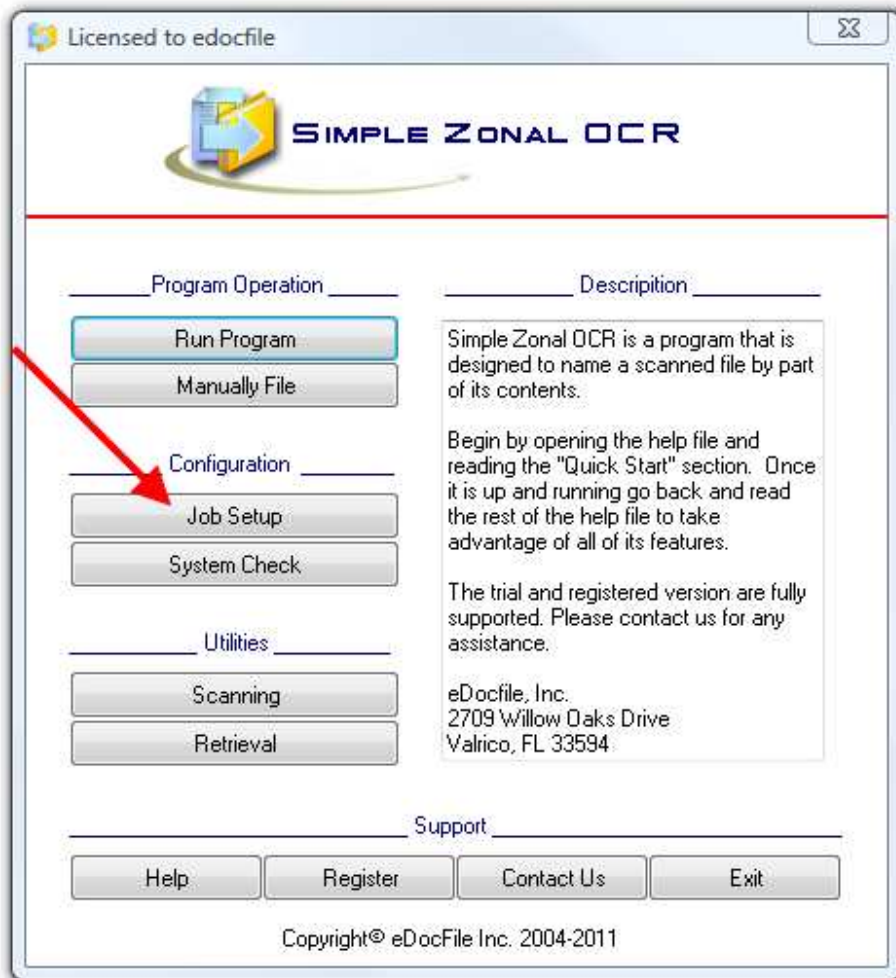 Licensed to edocfile
SIMPLE ZONAL OCR
Program Operation
Run Program
Manually File
Configuration
Job Setup
System Check
Utilities
Scanning
Retrieval
Descripition
Simple Zonal OCR is a program that is
designed to name a scanned file by part
of its contents.
Begin by opening the help file and
reading the "Quick Start" section.  Once
it is up and running go back and read
the rest of the help file to take
advantage of all of its features.
The trial and registered version are fully
supported. Please contact us for any
assistance.
eDocfile, Inc.
2709 Willow Oaks Drive
Valrico, FL 33594
Support
Help
Register
Contact Us
Exit
Copyright© eDocFile Inc. 2004-2011